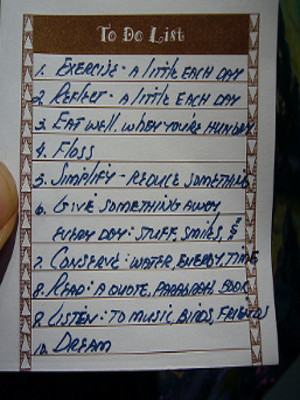 To Do List
1. EXERCISE - A little EACH DAY
2. REFLECT - A little EACH DAY
3. EAT WELL. WHEN YOU'RE HUNGRY
4. FLOSS
5. SIMPLIFY - REDUCE SOMETHING
6. GIVE SOMETHING AWAY
EVERY DAY: STUFF, SMILES,
7. CONSERVE: WATER, ENERGY, TIME
8. READ: A QUOTE, PARAGRAPH, BOOK
9. LISTEN: TO MUSIC, BIRDS, FRIENDS
10. DREAM